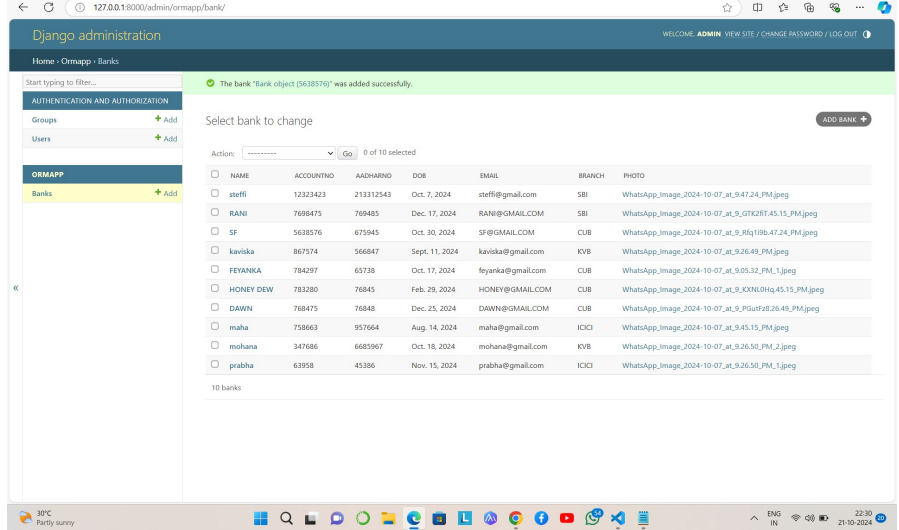 127.0.0.1:8000/admin/ormapp/bank/
Django administration
WELCOME, ADMIN. VIEW SITE / CHANGE PASSWORD / LOG OUT
Home › Ormapp › Banks
Start typing to filter...
The bank "Bank object (5638576)" was added successfully.
AUTHENTICATION AND AUTHORIZATION
Groups + Add
Users + Add
ORMAPP
Banks + Add
«
Select bank to change
ADD BANK +
Action: --------- Go 0 of 10 selected
NAME ACCOUNTNO AADHARNO DOB EMAIL BRANCH PHOTO
steffi 12323423 213312543 Oct. 7, 2024 steffi@gmail.com SBI WhatsApp_Image_2024-10-07_at_9.47.24_PM.jpeg
RANI 7698475 769485 Dec. 17, 2024 RANI@GMAIL.COM SBI WhatsApp_Image_2024-10-07_at_9_GTK2fiT.45.15_PM.jpeg
SF 5638576 675945 Oct. 30, 2024 SF@GMAIL.COM CUB WhatsApp_Image_2024-10-07_at_9_Rfq1i9b.47.24_PM.jpeg
kaviska 867574 566847 Sept. 11, 2024 kaviska@gmail.com KVB WhatsApp_Image_2024-10-07_at_9.26.49_PM.jpeg
FEYANKA 784297 65738 Oct. 17, 2024 feyanka@gmail.com CUB WhatsApp_Image_2024-10-07_at_9.05.32_PM_1.jpeg
HONEY DEW 783280 76845 Feb. 29, 2024 HONEY@GMAIL.COM CUB WhatsApp_Image_2024-10-07_at_9_KXNL0Hq.45.15_PM.jpeg
DAWN 768475 76848 Dec. 25, 2024 DAWN@GMAIL.COM CUB WhatsApp_Image_2024-10-07_at_9_PGutFz8.26.49_PM.jpeg
maha 758663 957664 Aug. 14, 2024 maha@gmail.com ICICI WhatsApp_Image_2024-10-07_at_9.45.15_PM.jpeg
mohana 347686 6685967 Oct. 18, 2024 mohana@gmail.com KVB WhatsApp_Image_2024-10-07_at_9.26.50_PM_2.jpeg
prabha 63958 45386 Nov. 15, 2024 prabha@gmail.com ICICI WhatsApp_Image_2024-10-07_at_9.26.50_PM_1.jpeg
10 banks
30°C
Partly sunny
54
ENG
IN
22:30
21-10-2024
20